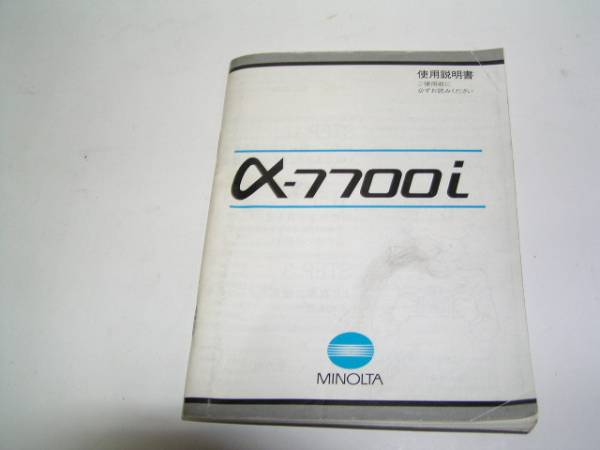 使用説明書
ご使用前に
必ずお読みください
α-7700i
MINOLTA